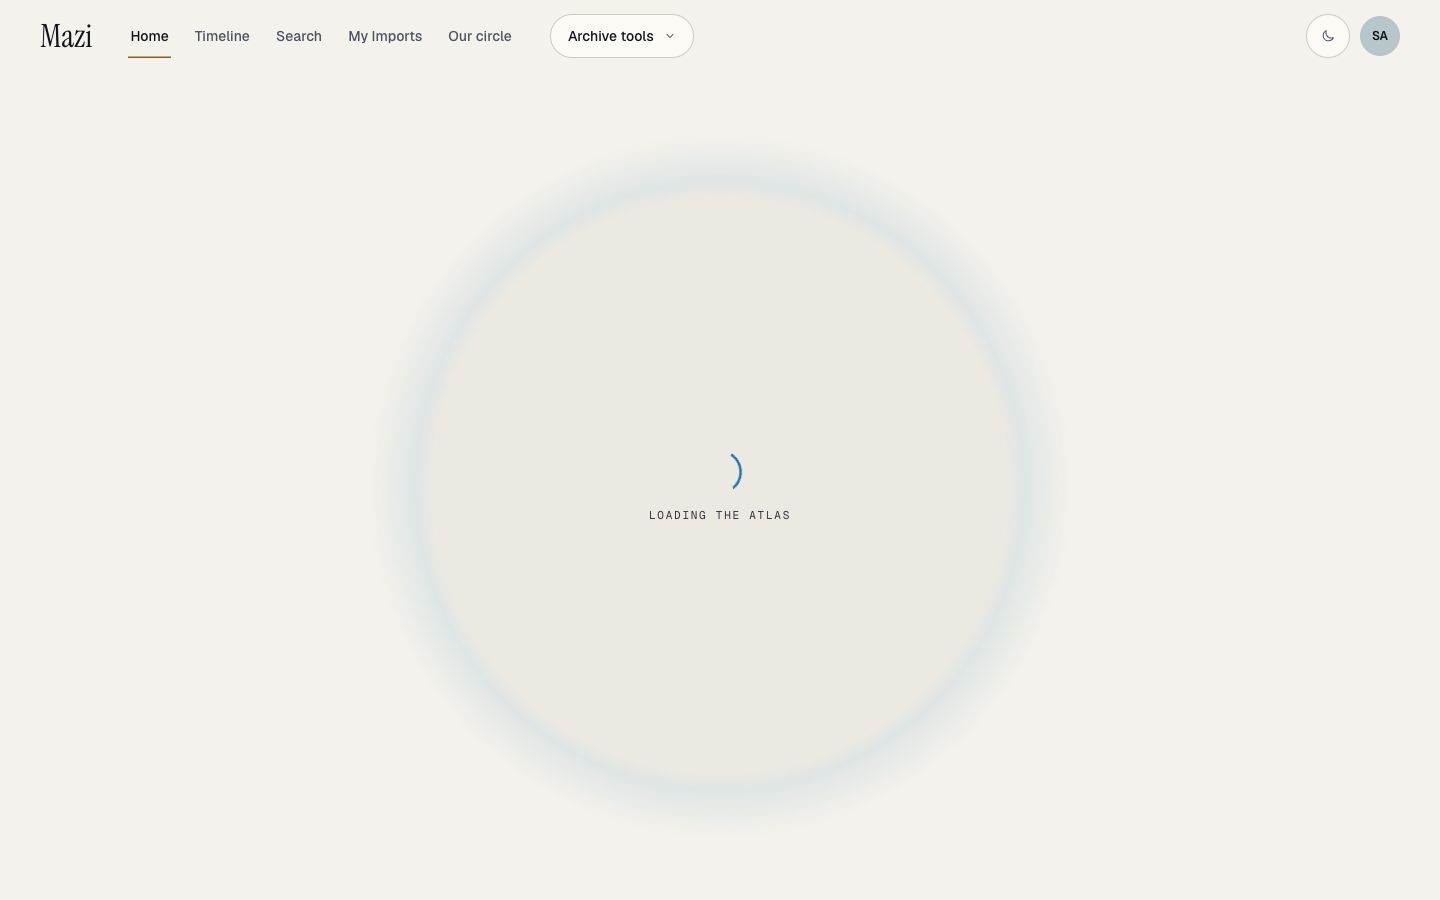 Mazi
Home
Timeline
Search
My Imports
Our circle
Archive tools
SA
LOADING THE ATLAS